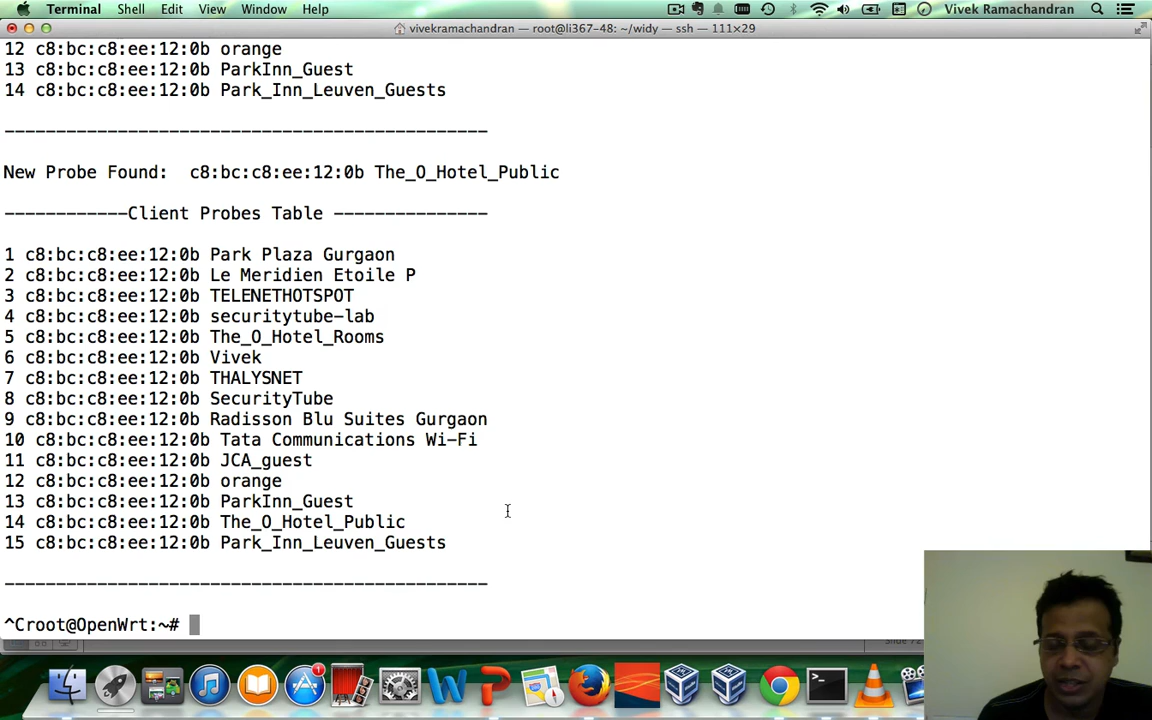 Terminal Shell Edit View Window Help Vivek Ramachandran
vivekramachandran — root@li367-48: ~/widy — ssh — 111×29
12 c8:bc:c8:ee:12:0b orange
13 c8:bc:c8:ee:12:0b ParkInn_Guest
14 c8:bc:c8:ee:12:0b Park_Inn_Leuven_Guests
-----------------------------------------------
New Probe Found:  c8:bc:c8:ee:12:0b The_O_Hotel_Public
------------Client Probes Table ---------------
1 c8:bc:c8:ee:12:0b Park Plaza Gurgaon
2 c8:bc:c8:ee:12:0b Le Meridien Etoile P
3 c8:bc:c8:ee:12:0b TELENETHOTSPOT
4 c8:bc:c8:ee:12:0b securitytube-lab
5 c8:bc:c8:ee:12:0b The_O_Hotel_Rooms
6 c8:bc:c8:ee:12:0b Vivek
7 c8:bc:c8:ee:12:0b THALYSNET
8 c8:bc:c8:ee:12:0b SecurityTube
9 c8:bc:c8:ee:12:0b Radisson Blu Suites Gurgaon
10 c8:bc:c8:ee:12:0b Tata Communications Wi-Fi
11 c8:bc:c8:ee:12:0b JCA_guest
12 c8:bc:c8:ee:12:0b orange
13 c8:bc:c8:ee:12:0b ParkInn_Guest
14 c8:bc:c8:ee:12:0b The_O_Hotel_Public
15 c8:bc:c8:ee:12:0b Park_Inn_Leuven_Guests
-----------------------------------------------
^Croot@OpenWrt:~#